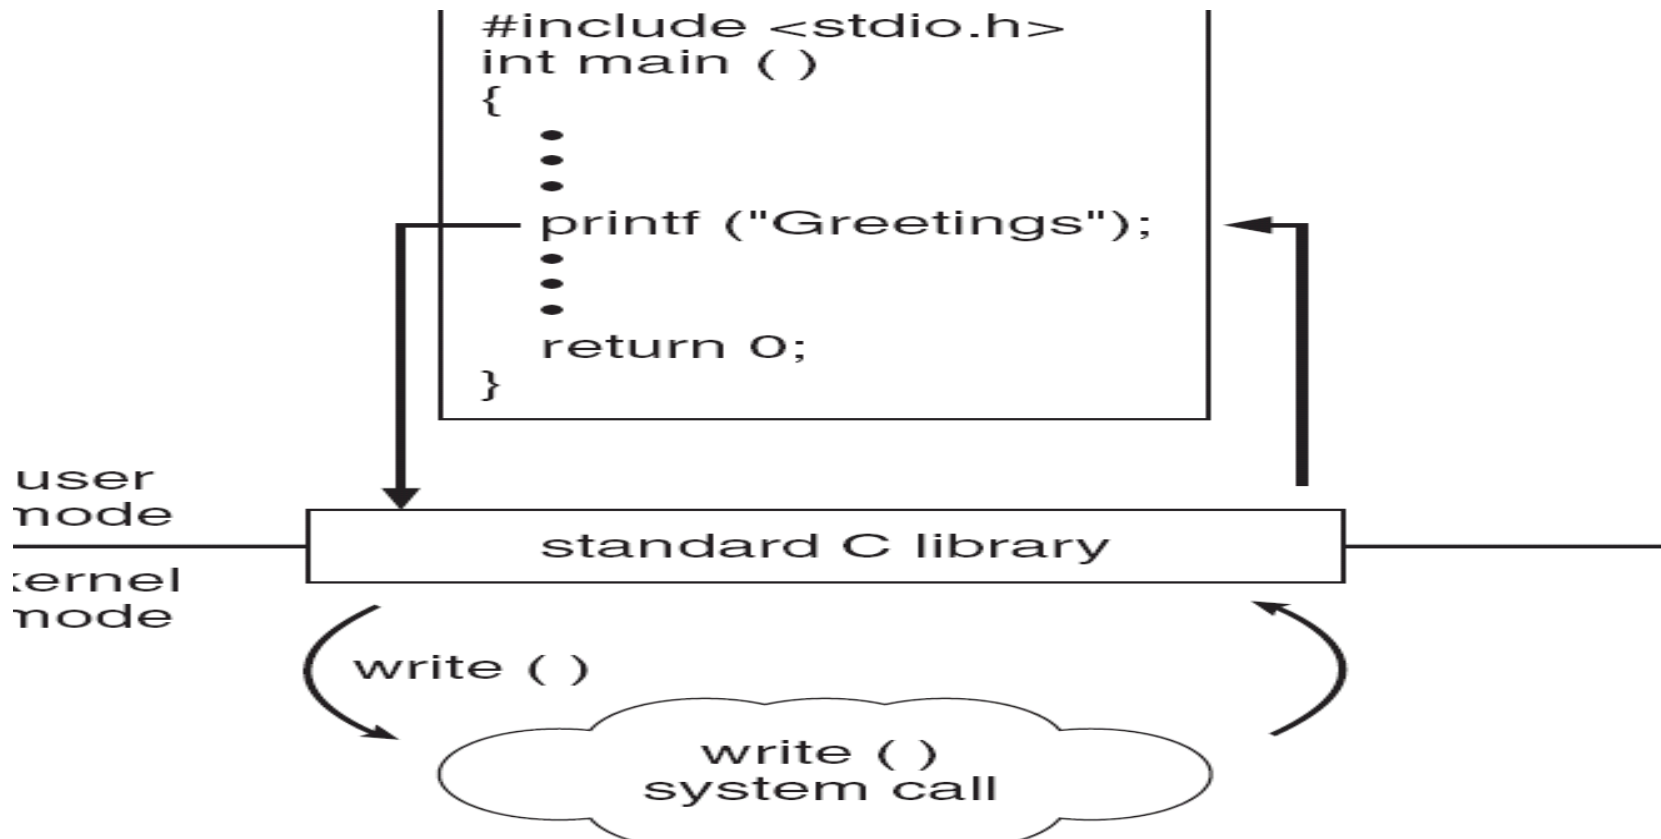 #include <stdio.h>
int main ( )
{
printf ("Greetings");
return 0;
}
user
mode
kernel
mode
standard C library
write ( )
write ( )
system call